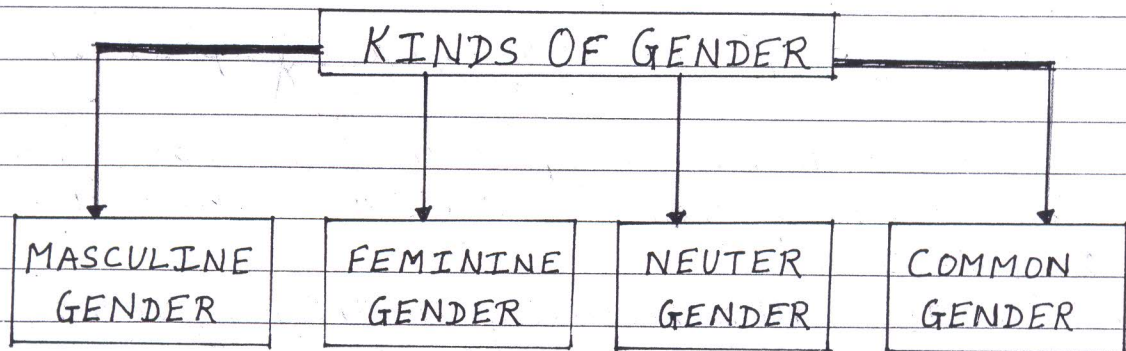 KINDS OF GENDER
MASCULINE
GENDER
FEMININE
GENDER
NEUTER
GENDER
COMMON
GENDER